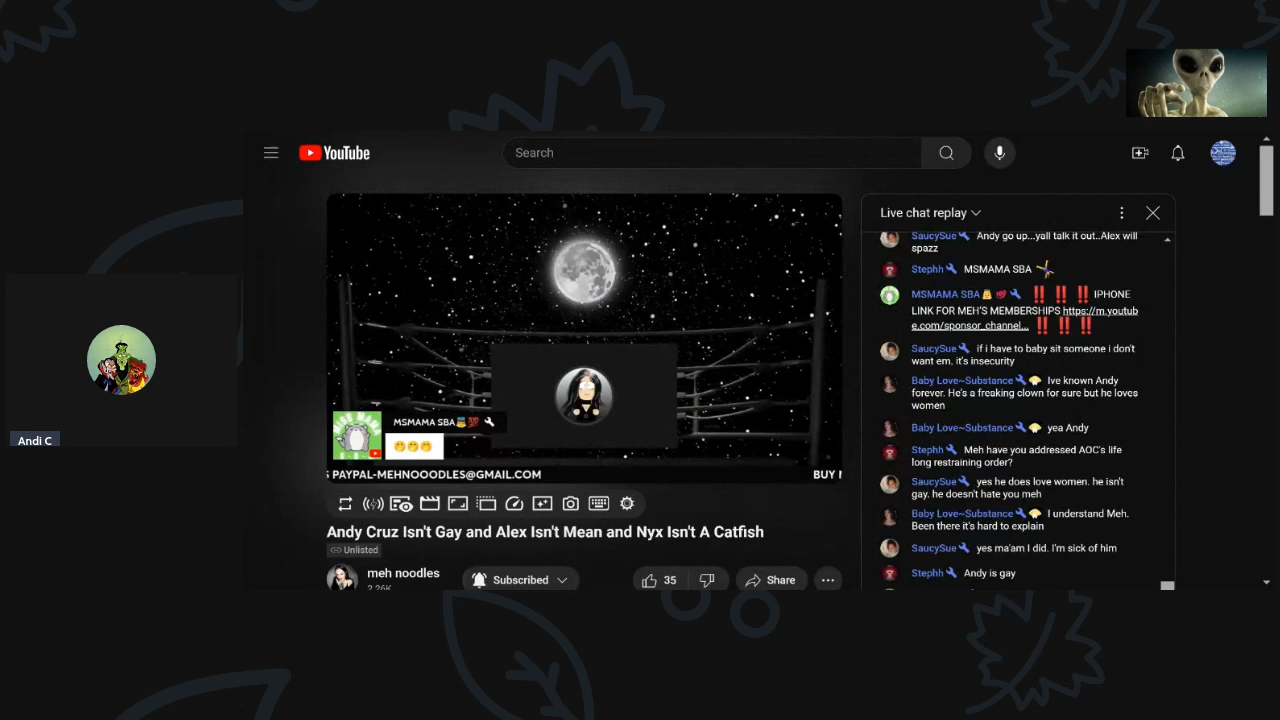 YouTube
Search
Live chat replay
SaucySue Andy go up...yall talk it out..Alex will
spazz
Stephh MSMAMA SBA
MSMAMA SBA 💯 ‼️ ‼️ ‼️ IPHONE
LINK FOR MEH'S MEMBERSHIPS https://m.youtub
e.com/sponsor_channel... ‼️ ‼️ ‼️
SaucySue if i have to baby sit someone i don't
want em. it's insecurity
Baby Love~Substance Ive known Andy
forever. He's a freaking clown for sure but he loves
women
Baby Love~Substance yea Andy
Stephh Meh have you addressed AOC's life
long restraining order?
SaucySue yes he does love women. he isn't
gay. he doesn't hate you meh
Baby Love~Substance I understand Meh.
Been there it's hard to explain
SaucySue yes ma'am I did. I'm sick of him
Stephh Andy is gay
MSMAMA SBA 💯
PAYPAL-MEHNOOODLES@GMAIL.COM
BUY
Andy Cruz Isn't Gay and Alex Isn't Mean and Nyx Isn't A Catfish
Unlisted
meh noodles
2.26K
Subscribed
35
Share
Andi C